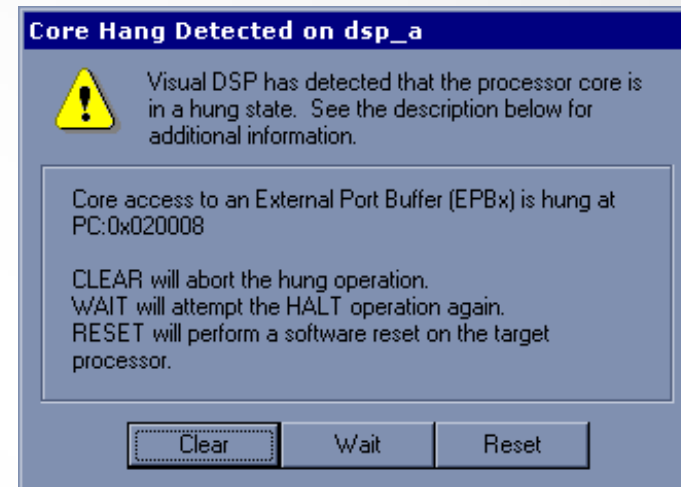 Core Hang Detected on dsp_a
Visual DSP has detected that the processor core is
in a hung state.  See the description below for
additional information.
Core access to an External Port Buffer (EPBx) is hung at
PC:0x020008
CLEAR will abort the hung operation.
WAIT will attempt the HALT operation again.
RESET will perform a software reset on the target
processor.
Clear Wait Reset